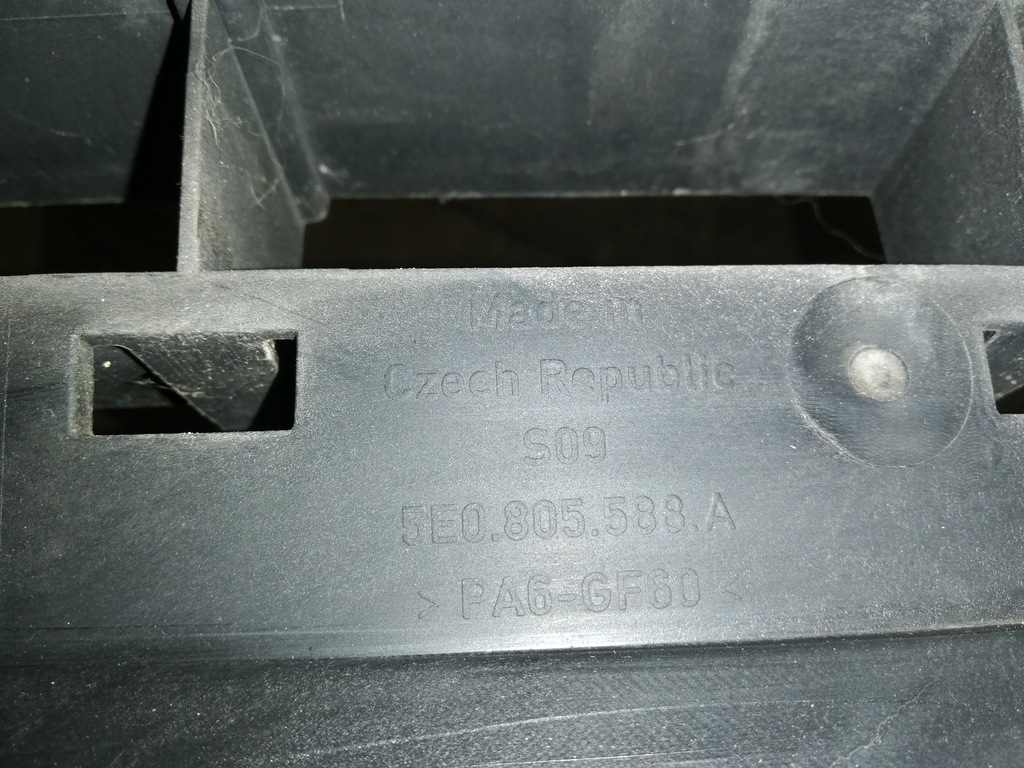 Made in
Czech Republic
S09
5E0.805.588.A
> PA6-GF60 <